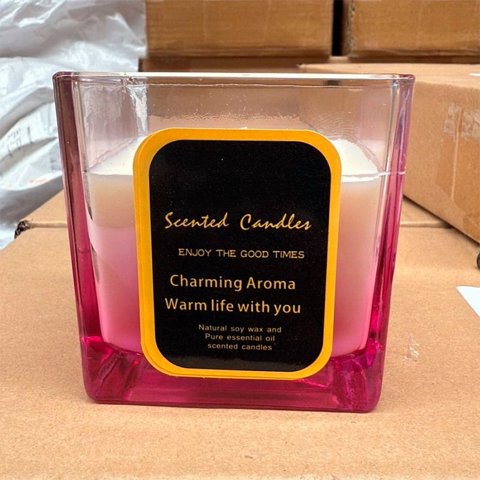 Scented Candles
ENJOY THE GOOD TIMES
Charming Aroma
Warm life with you
Natural soy wax and
Pure essential oil
scented candles